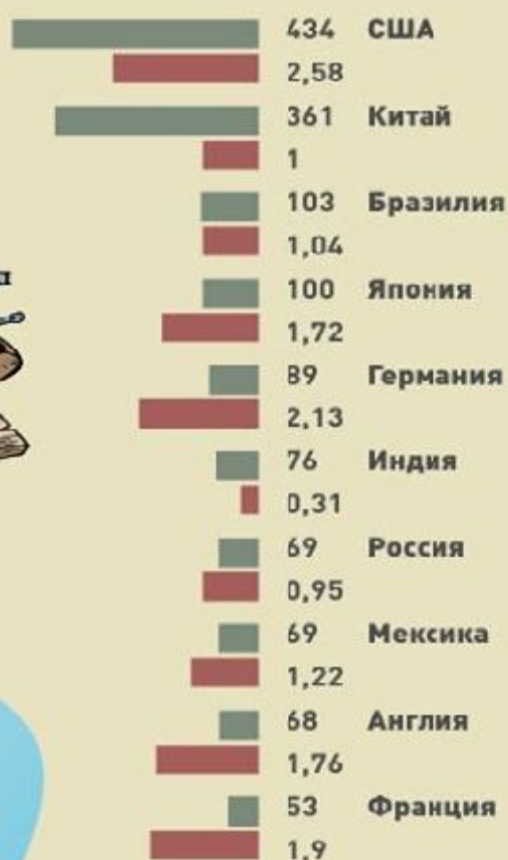 434 США
2,58
361 Китай
1
103 Бразилия
1,04
100 Япония
1,72
89 Германия
2,13
76 Индия
0,31
69 Россия
0,95
69 Мексика
1,22
68 Англия
1,76
53 Франция
1,9